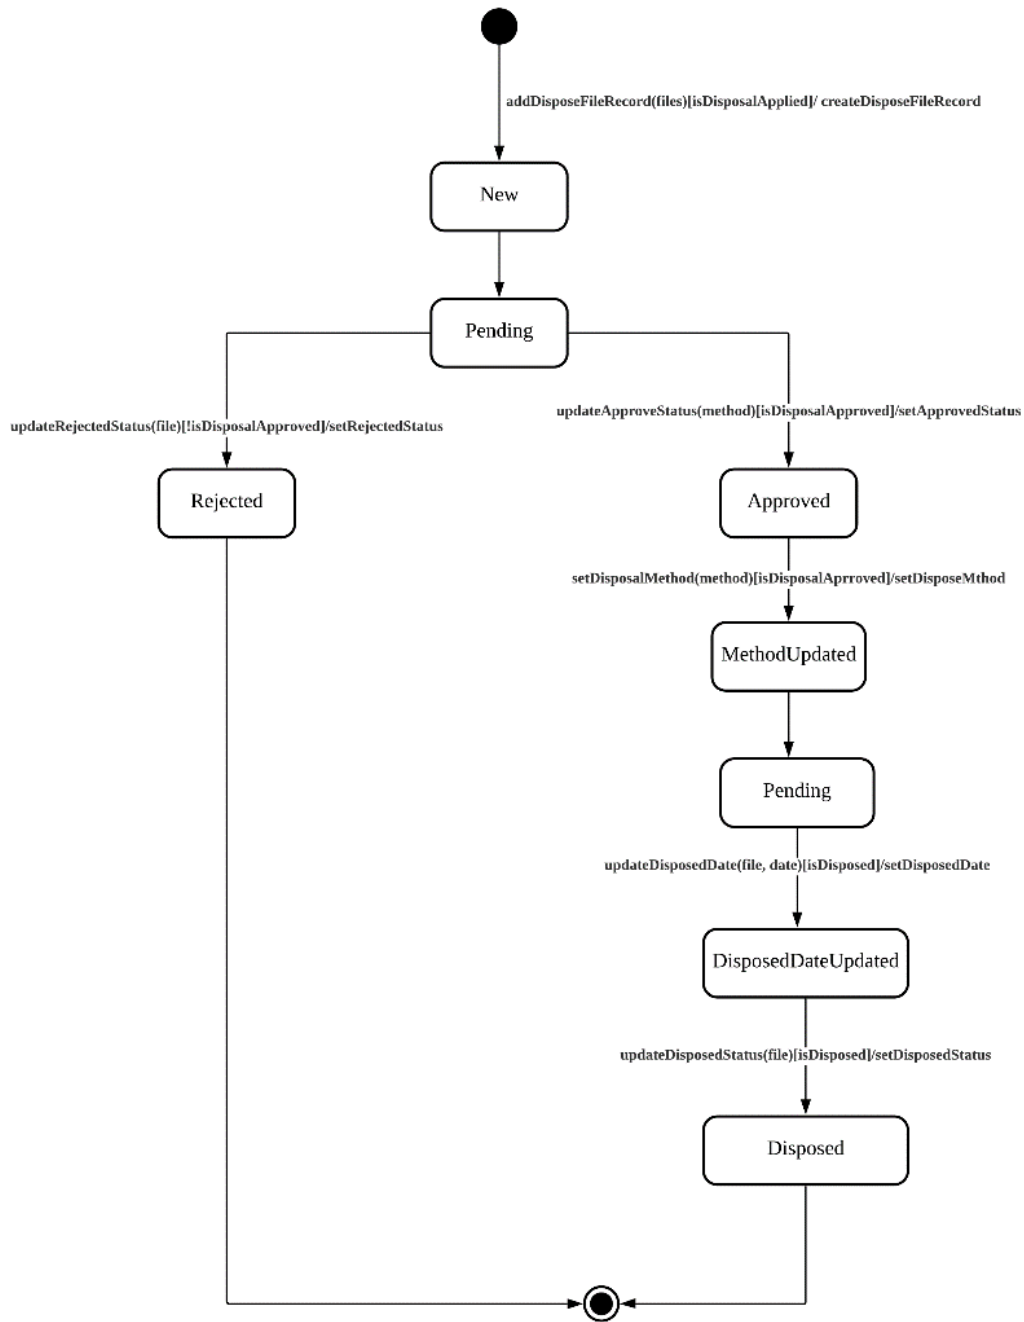 addDisposeFileRecord(files)[isDisposalApplied]/ createDisposeFileRecord
New
Pending
updateApproveStatus(method)[isDisposalApproved]/setApprovedStatus
updateRejectedStatus(file)[!isDisposalApproved]/setRejectedStatus
Rejected
Approved
setDisposalMethod(method)[isDisposalAprroved]/setDisposeMthod
MethodUpdated
Pending
updateDisposedDate(file, date)[isDisposed]/setDisposedDate
DisposedDateUpdated
updateDisposedStatus(file)[isDisposed]/setDisposedStatus
Disposed